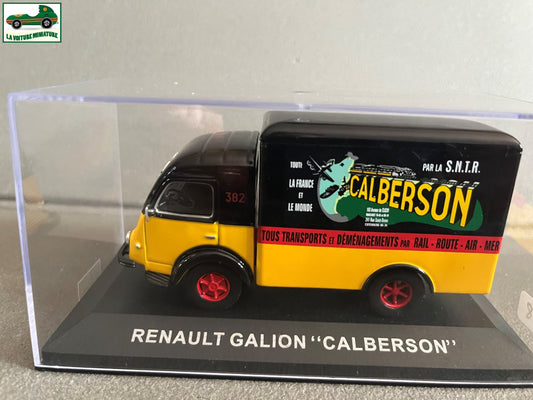 LA VOITURE MINIATURE
382
TOUTE
LA FRANCE
ET
LE MONDE
PAR LA S.N.T.R.
CALBERSON
TOUS TRANSPORTS ET DÉMÉNAGEMENTS PAR RAIL - ROUTE - AIR - MER
RENAULT GALION "CALBERSON"